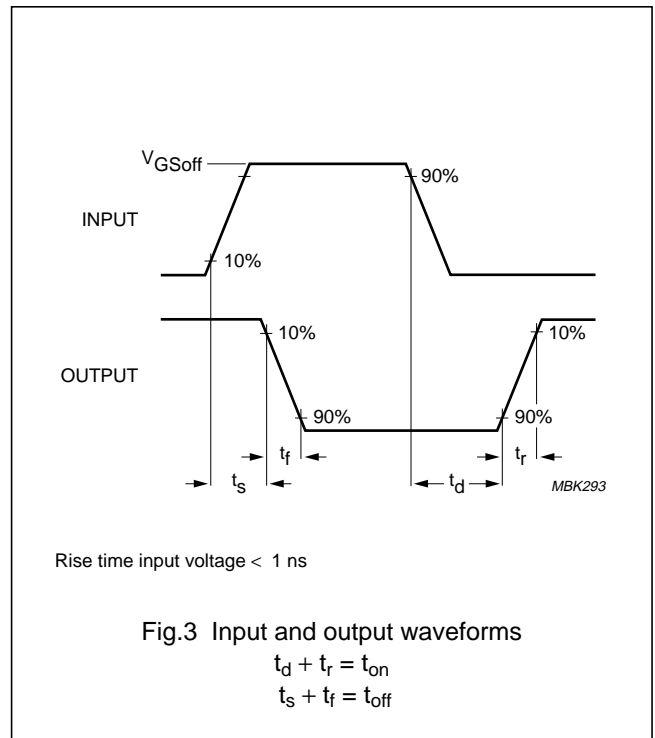 VGSoff
INPUT
10%
90%
OUTPUT
10%
90%
10%
90%
tf
ts
td
tr
MBK293
Rise time input voltage < 1 ns
Fig.3 Input and output waveforms
td + tr = ton
ts + tf = toff